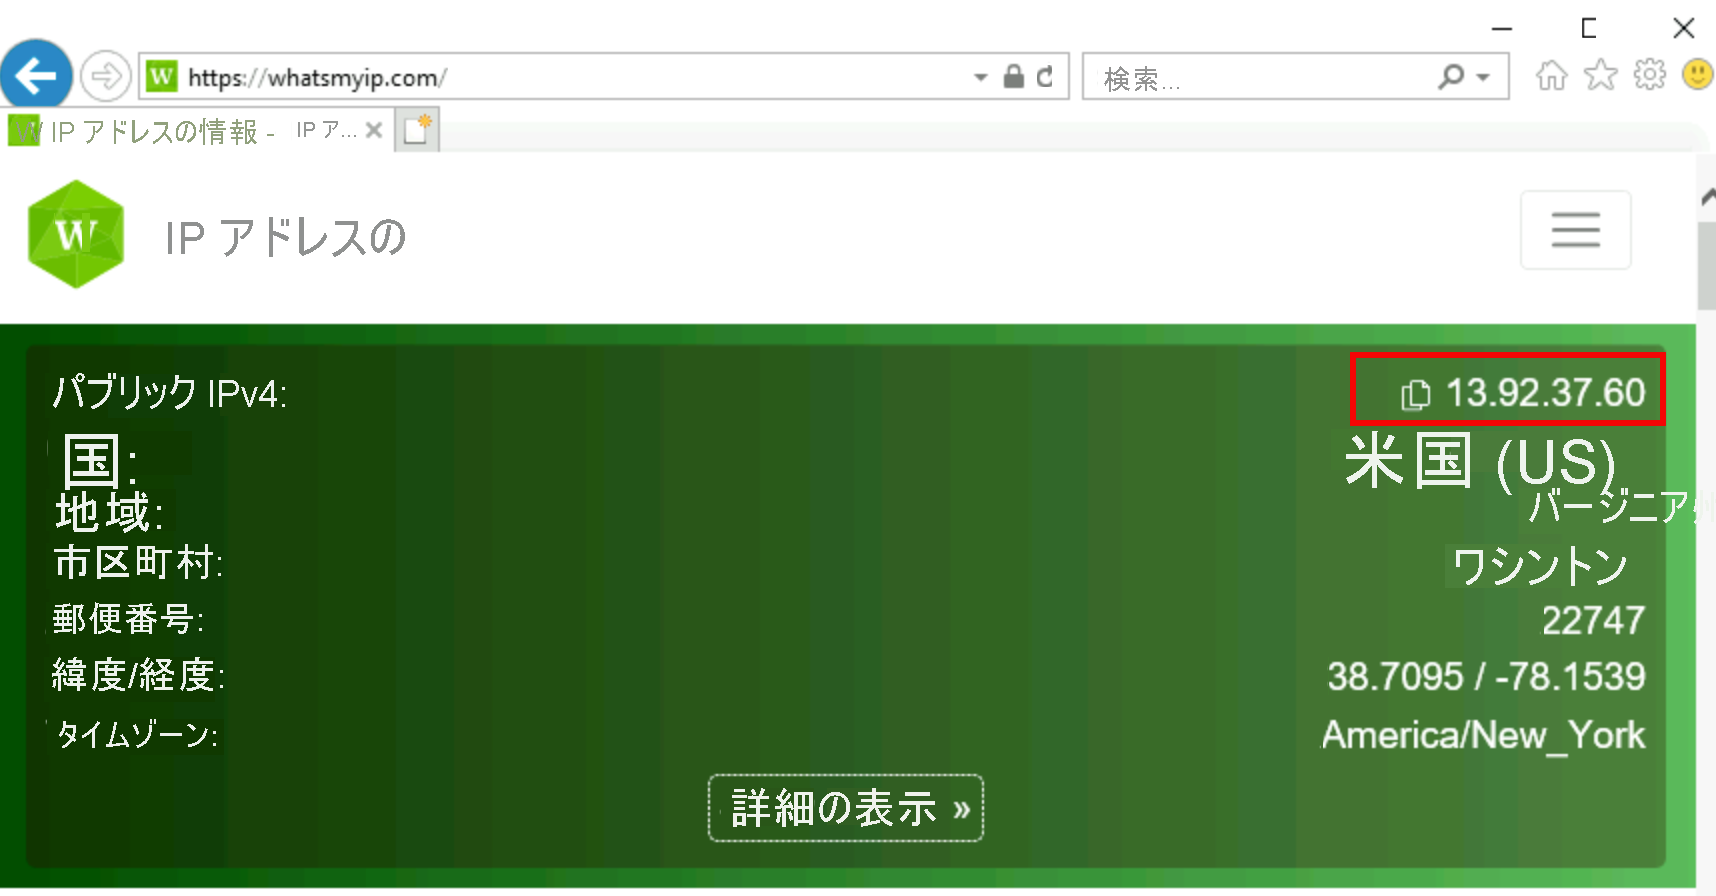 https://whatsmyip.com/
検索...
W IP アドレスの情報 - IP ア...
W IP アドレスの
パブリック IPv4: 13.92.37.60
国: 米国 (US)
地域: バージニア州
市区町村: ワシントン
郵便番号: 22747
緯度/経度: 38.7095 / -78.1539
タイムゾーン: America/New_York
詳細の表示 »